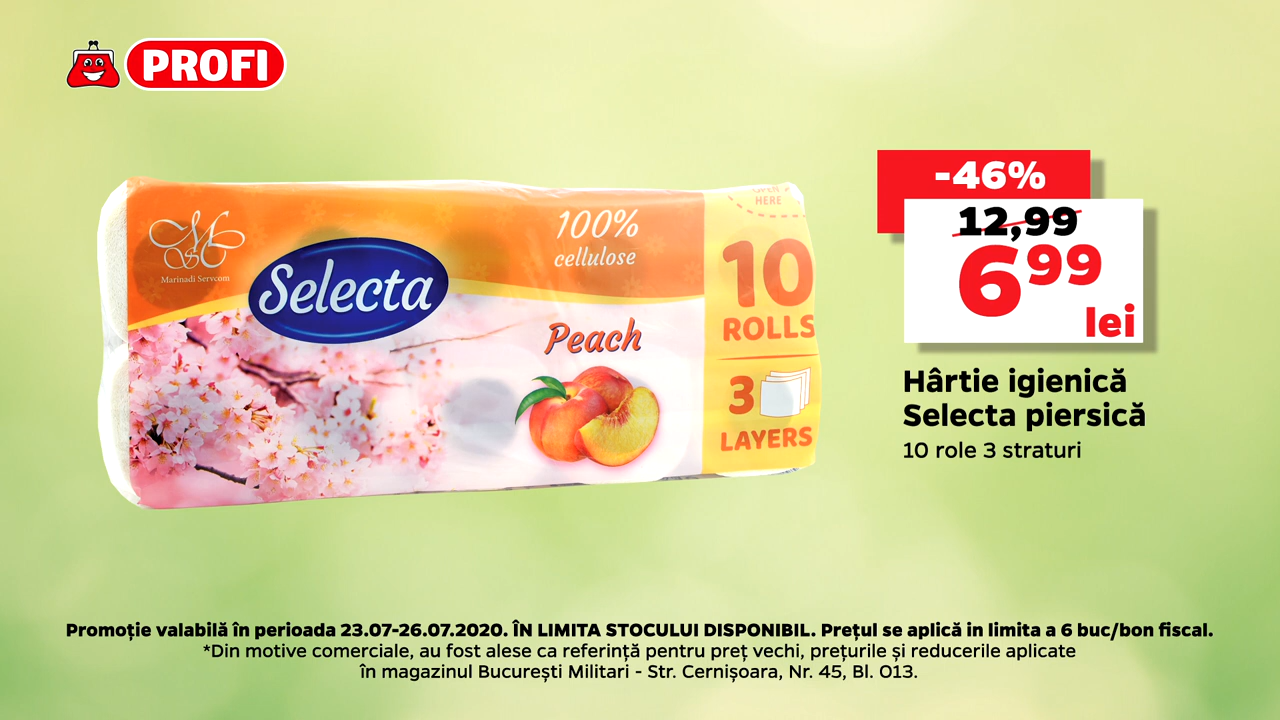 PROFI
-46%
12,99
6 99
lei
Marinadi Servcom
Selecta
100%
cellulose
Peach
OPEN
HERE
10
ROLLS
3
LAYERS
Hârtie igienică
Selecta piersică
10 role 3 straturi
Promoție valabilă în perioada 23.07-26.07.2020. ÎN LIMITA STOCULUI DISPONIBIL. Prețul se aplică in limita a 6 buc/bon fiscal.
*Din motive comerciale, au fost alese ca referință pentru preț vechi, prețurile și reducerile aplicate
în magazinul București Militari - Str. Cernișoara, Nr. 45, Bl. O13.